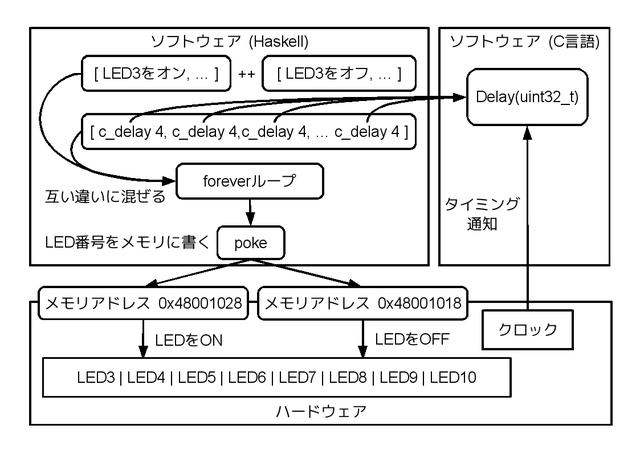 ソフトウェア (Haskell)
[ LED3をオン, ... ] ++ [ LED3をオフ, ... ]
[ c_delay 4, c_delay 4,c_delay 4, ... c_delay 4 ]
foreverループ
互い違いに混ぜる
LED番号をメモリに書く
poke
ソフトウェア (C言語)
Delay(uint32_t)
タイミング
通知
メモリアドレス 0x48001028
メモリアドレス 0x48001018
クロック
LEDをON
LEDをOFF
LED3 | LED4 | LED5 | LED6 | LED7 | LED8 | LED9 | LED10
ハードウェア